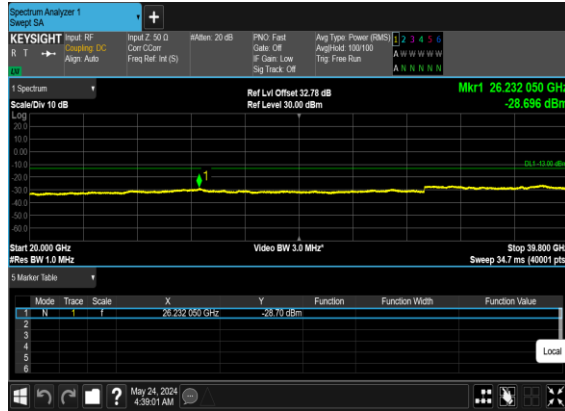 Spectrum Analyzer 1
Swept SA
+
KEYSIGHT Input: RF Input Z: 50 Ω #Atten: 20 dB PNO: Fast Avg Type: Power (RMS) 1 2 3 4 5 6
R T Coupling: DC Corr CCorr Gate: Off Avg|Hold: 100/100 A W W W W W
Align: Auto Freq Ref: Int (S) IF Gain: Low Trig: Free Run
Sig Track: Off A N N N N N
LXI
1 Spectrum Ref Lvl Offset 32.78 dB Mkr1 26.232 050 GHz
Scale/Div 10 dB Ref Level 30.00 dBm -28.696 dBm
Log
20.0
10.0
0.00
-10.0 DL1 -13.00 dBm
-20.0 1
-30.0
-40.0
-50.0
-60.0
Start 20.000 GHz Video BW 3.0 MHz* Stop 39.800 GHz
#Res BW 1.0 MHz Sweep 34.7 ms (40001 pts)
5 Marker Table
Mode Trace Scale X Y Function Function Width Function Value
1 N 1 f 26.232 050 GHz -28.70 dBm
2
3
4
5
6
Local
? May 24, 2024
4:39:01 AM